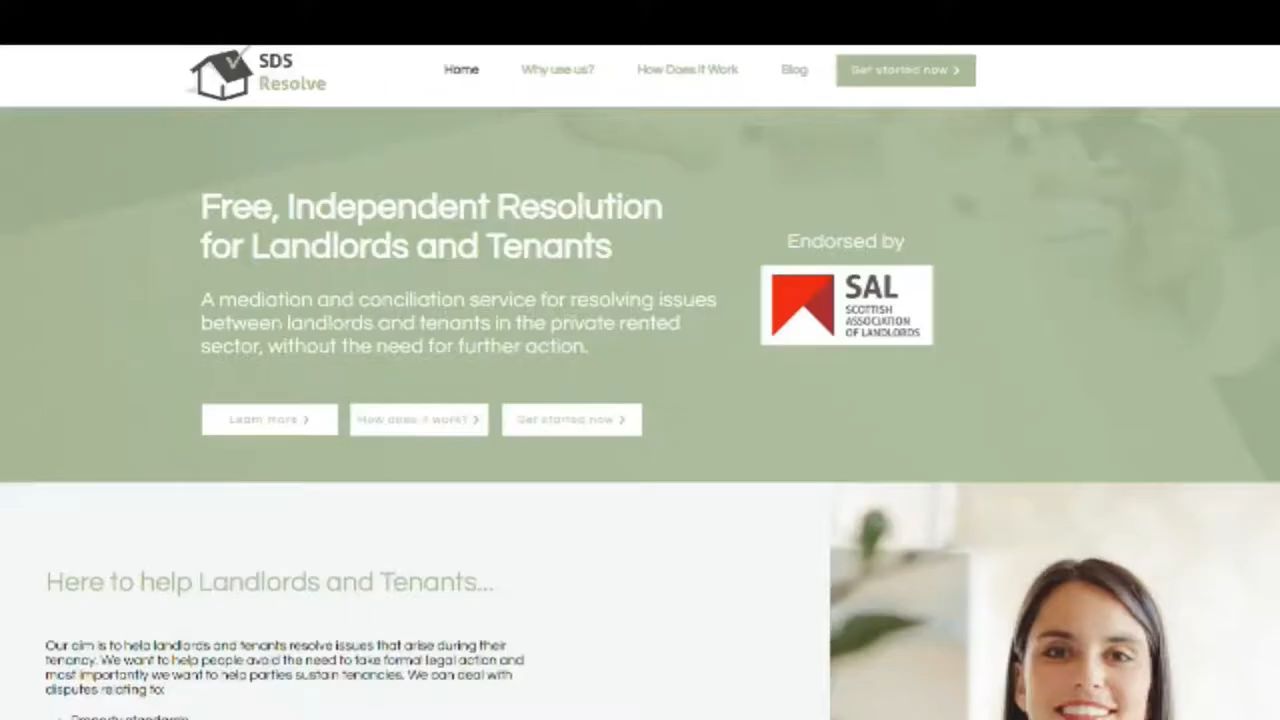 SDS
Resolve
Home
Why use us?
How Does It Work
Blog
Get started now
Free, Independent Resolution
for Landlords and Tenants
A mediation and conciliation service for resolving issues
between landlords and tenants in the private rented
sector, without the need for further action.
Endorsed by
SAL
SCOTTISH
ASSOCIATION
OF LANDLORDS
Learn more
How does it work?
Get started now
Here to help Landlords and Tenants...
Our aim is to help landlords and tenants resolve issues that arise during their
tenancy. We want to help people avoid the need to take formal legal action and
most importantly we want to help parties sustain tenancies. We can deal with
disputes relating to:
Property standards